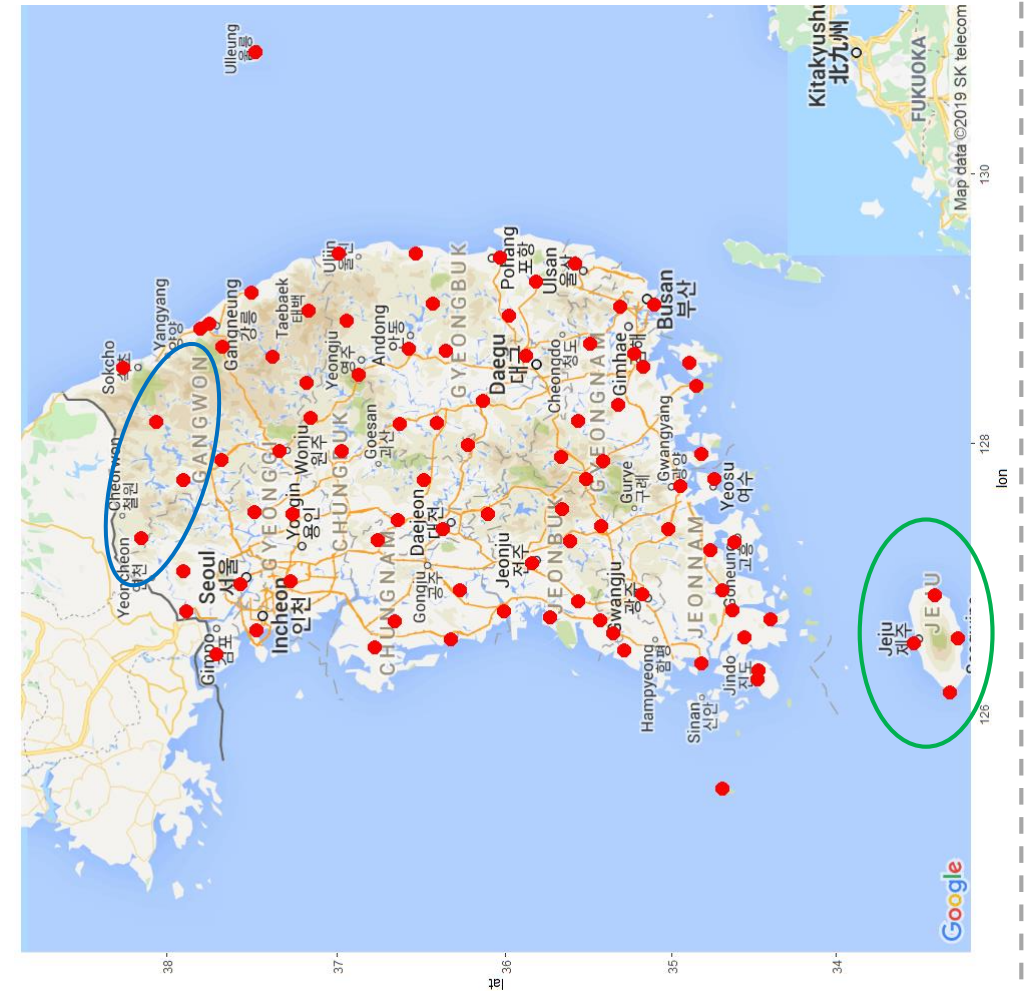 Ulleung
울릉
Kitakyushu
北九州
FUKUOKA
Map data ©2019 SK telecom
Sokcho
Yangyang
양양
Gangneung
강릉
GANGWON
Taebaek
태백
Uljin
울진
Cheorwon
철원
Yeoncheon
연천
Yeongju
영주
Andong
안동
GYEONGBUK
Pohang
포항
Ulsan
울산
Wonju
원주
CHUNGBUK
Goesan
괴산
Daegu
대구
Cheongdo
청도
Gimhae
Busan
부산
Seoul
서울
Gimpo
김포
Incheon
인천
GYEONGGI
Yongin
용인
CHUNGNAM
Gongju
공주
Daejeon
대전
Jeonju
전주
JEONBUK
GYEONGNAM
Gurye
구례
Gwangyang
광양
Yeosu
여수
Gwangju
광주
JEONNAM
고흥
Hampyeong
함평
Sinan
신안
Jindo
진도
Jeju
제주
JEJU
Google
38
37
36
35
34
lat
130
128
126
lon